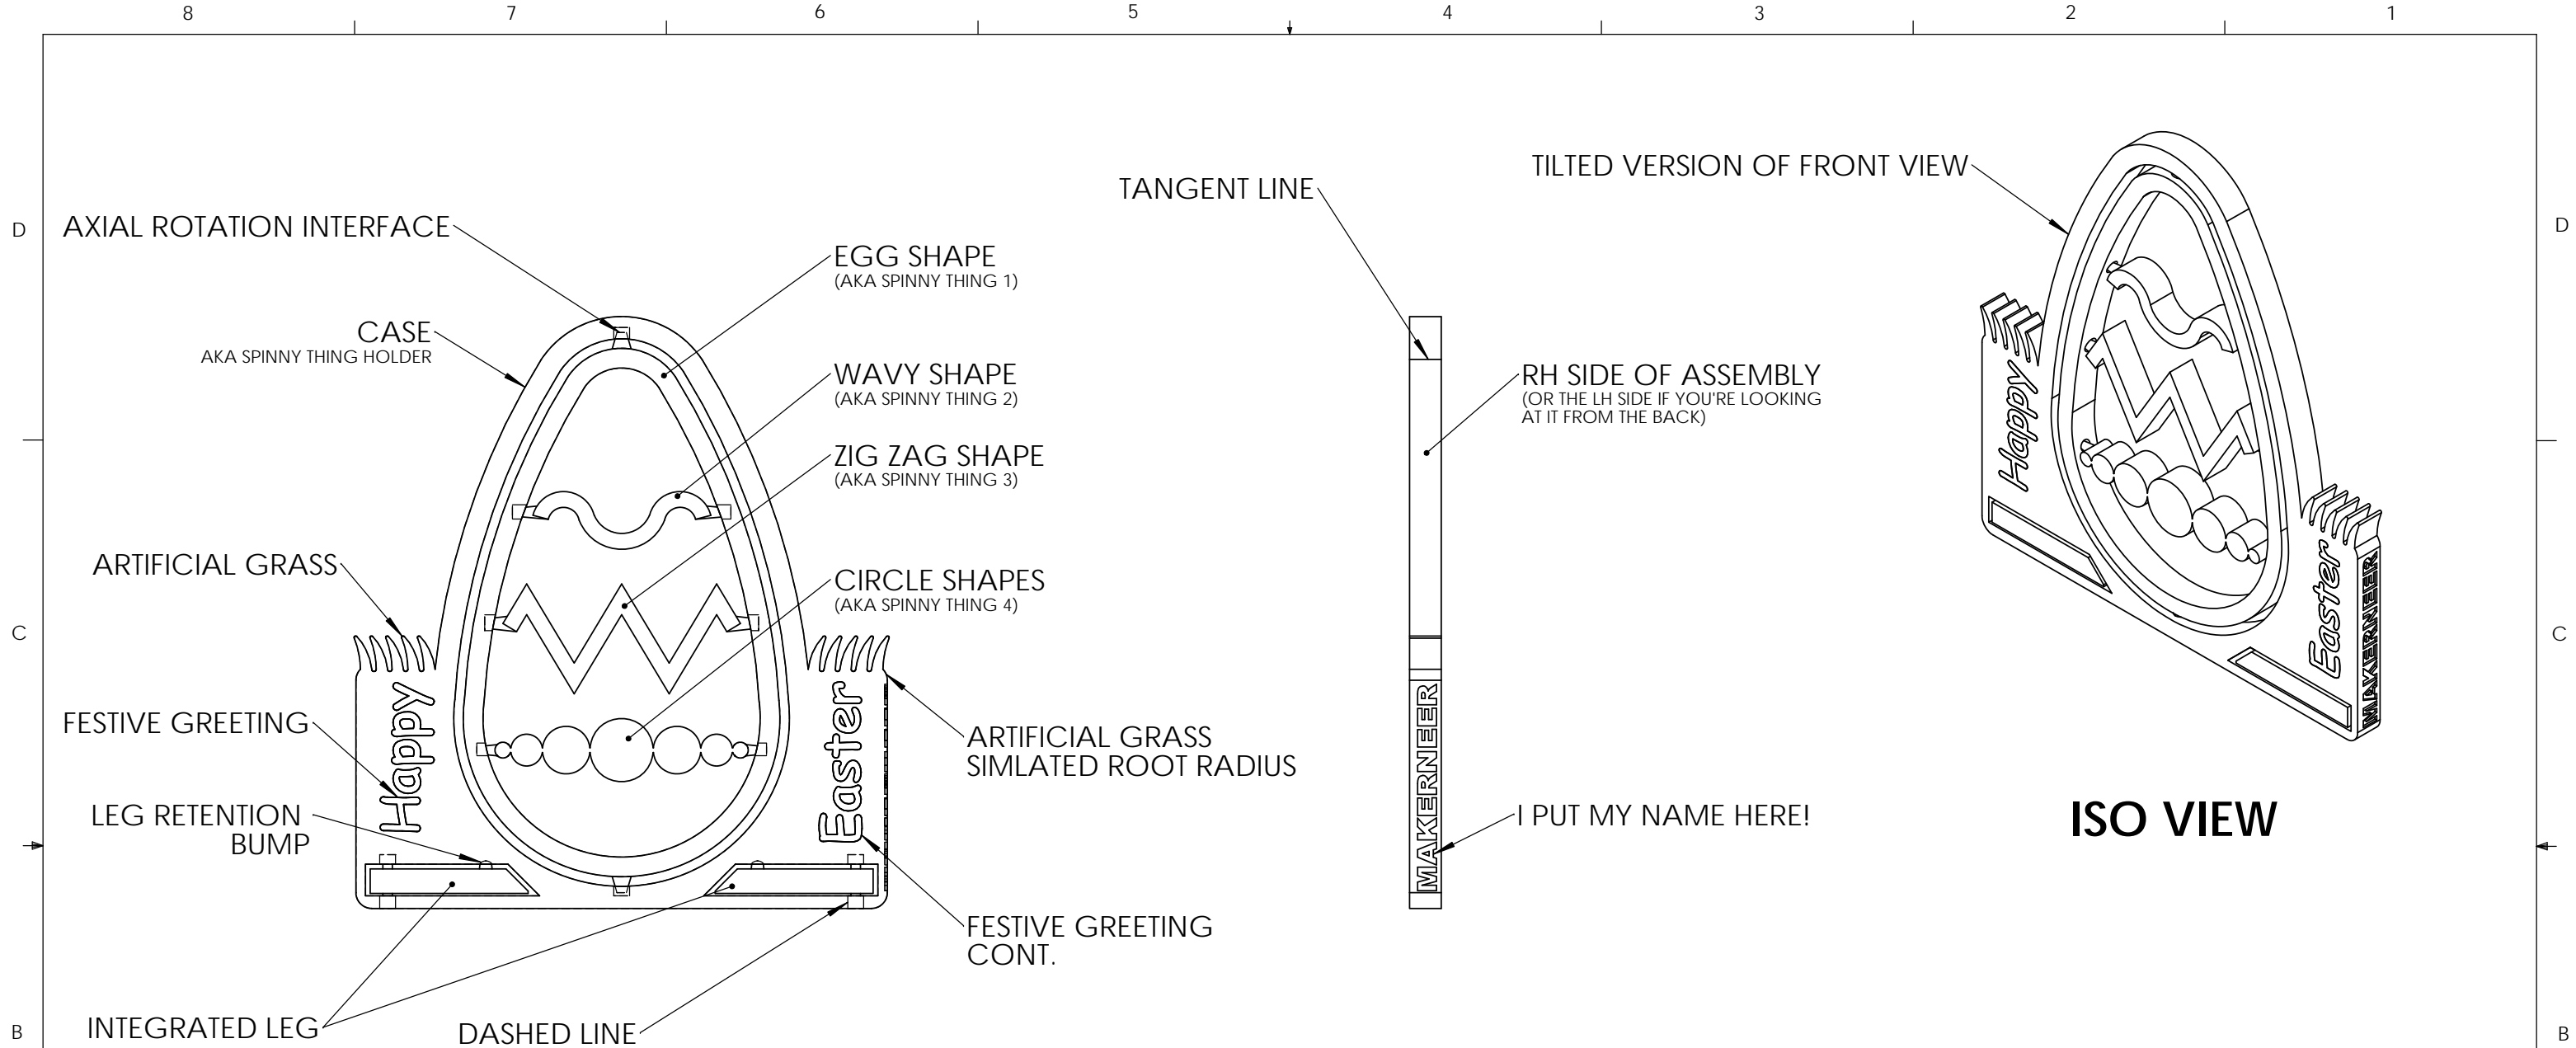 8 7 6 5 4 3 2 1
D
D
C
C
B
B
AXIAL ROTATION INTERFACE
CASE
AKA SPINNY THING HOLDER
ARTIFICIAL GRASS
FESTIVE GREETING
LEG RETENTION
BUMP
INTEGRATED LEG
DASHED LINE
EGG SHAPE
(AKA SPINNY THING 1)
WAVY SHAPE
(AKA SPINNY THING 2)
ZIG ZAG SHAPE
(AKA SPINNY THING 3)
CIRCLE SHAPES
(AKA SPINNY THING 4)
Happy
Easter
ARTIFICIAL GRASS
SIMLATED ROOT RADIUS
FESTIVE GREETING
CONT.
TANGENT LINE
RH SIDE OF ASSEMBLY
(OR THE LH SIDE IF YOU'RE LOOKING
AT IT FROM THE BACK)
MAKERNEER
I PUT MY NAME HERE!
TILTED VERSION OF FRONT VIEW
Happy
Easter
MAKERNEER
ISO VIEW